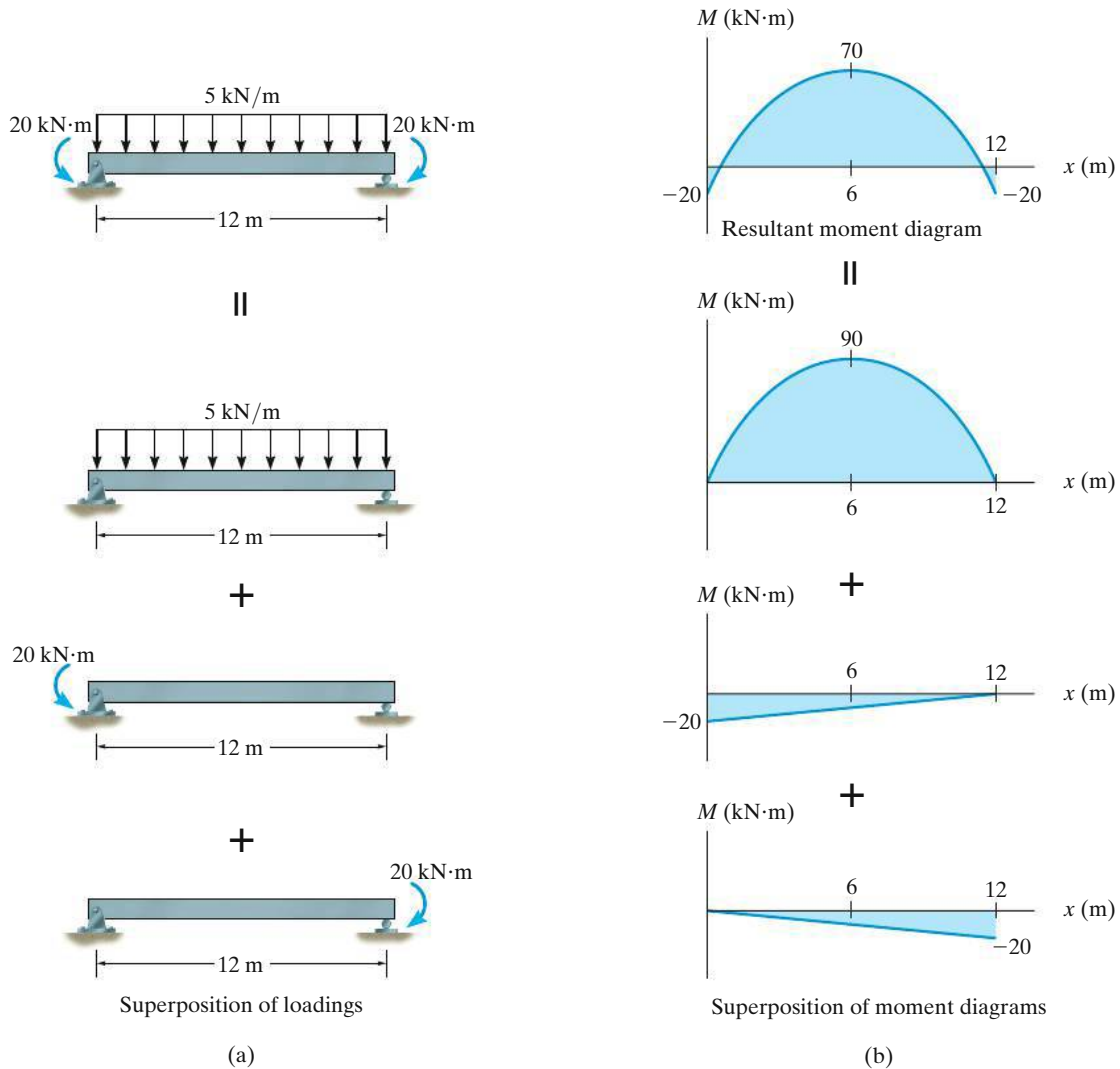 5 kN/m
20 kN·m
20 kN·m
12 m
=
5 kN/m
12 m
+
20 kN·m
12 m
+
20 kN·m
12 m
Superposition of loadings
(a)
M (kN·m)
70
12
x (m)
−20
6
−20
Resultant moment diagram
=
M (kN·m)
90
x (m)
6
12
+
M (kN·m)
6
12
x (m)
−20
+
M (kN·m)
6
12
x (m)
−20
Superposition of moment diagrams
(b)